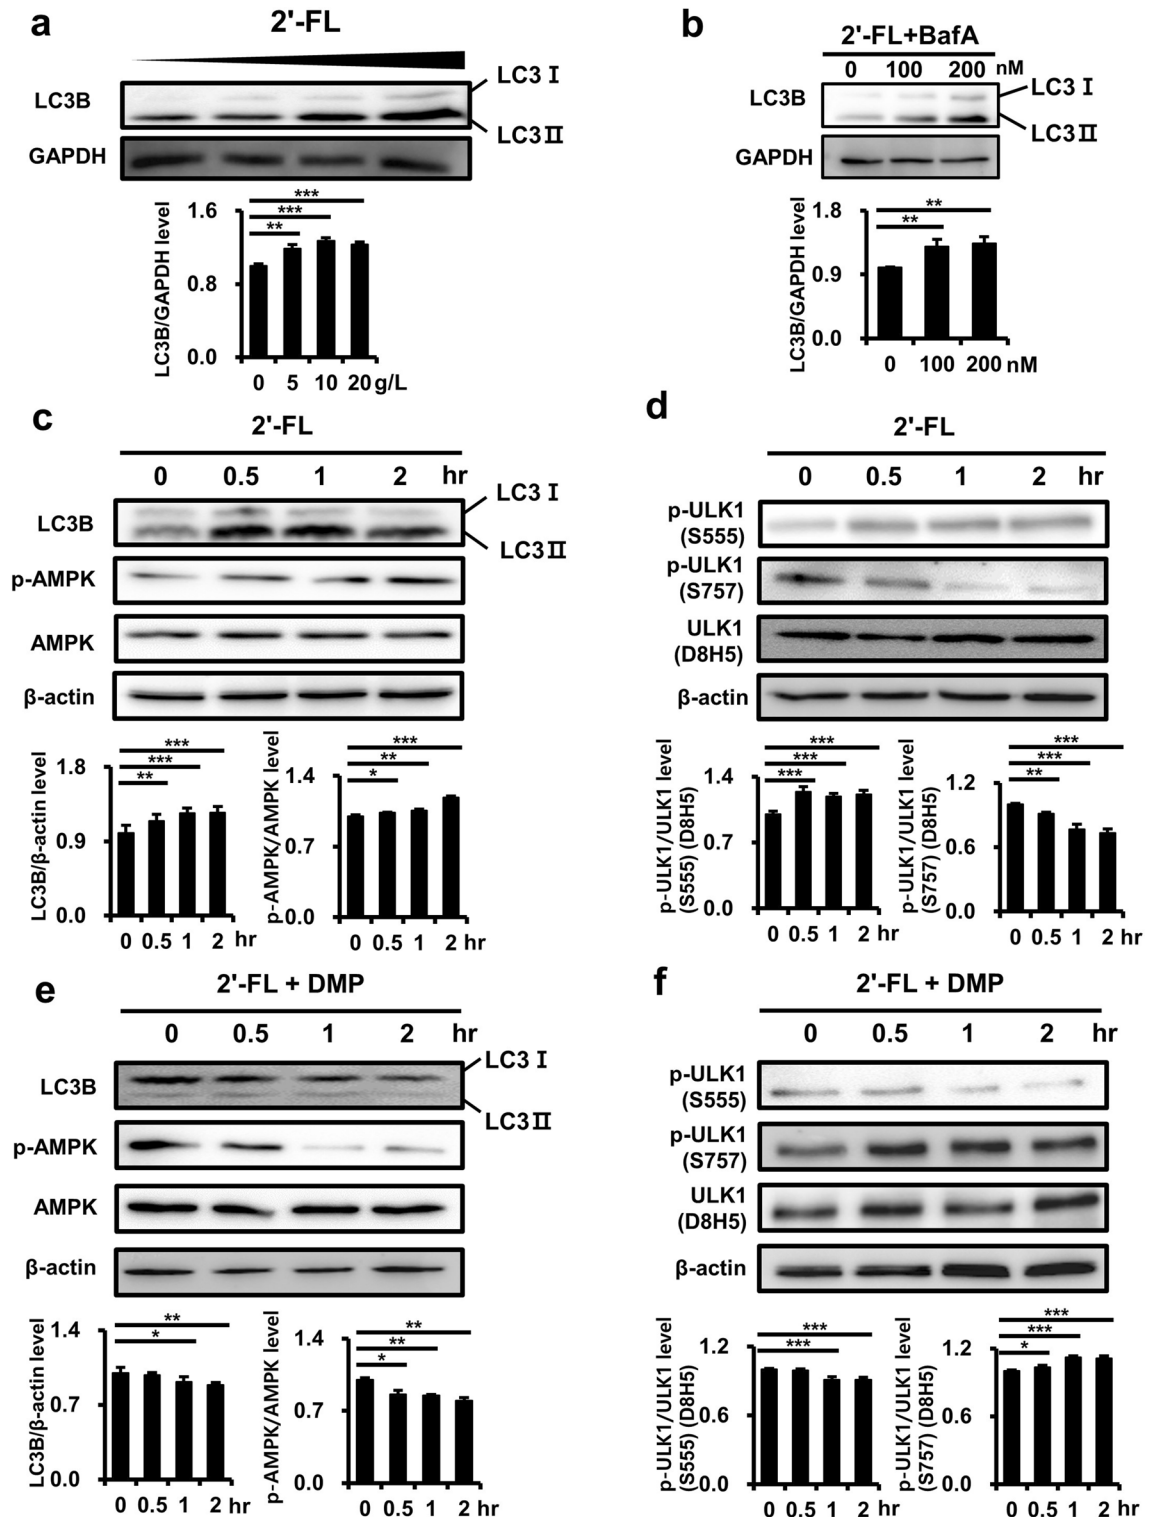 a
2'-FL
LC3B
LC3 Ⅰ
LC3Ⅱ
GAPDH
LC3B/GAPDH level
1.6
0.8
0.0
***
***
**
0 5 10 20 g/L
b
2'-FL+BafA
0 100 200 nM
LC3B
LC3 Ⅰ
LC3Ⅱ
GAPDH
LC3B/GAPDH level
1.8
0.9
0.0
**
**
0 100 200 nM
c
2'-FL
0 0.5 1 2 hr
LC3B
LC3 Ⅰ
LC3Ⅱ
p-AMPK
AMPK
β-actin
LC3B/β-actin level
1.8
0.9
0.0
***
***
**
0 0.5 1 2 hr
p-AMPK/AMPK level
1.4
0.7
0.0
***
**
*
0 0.5 1 2 hr
d
2'-FL
0 0.5 1 2 hr
p-ULK1
(S555)
p-ULK1
(S757)
ULK1
(D8H5)
β-actin
p-ULK1/ULK1 level
(S555) (D8H5)
1.4
0.7
0.0
***
***
***
0 0.5 1 2 hr
p-ULK1/ULK1 level
(S757) (D8H5)
1.2
0.6
0.0
***
***
**
0 0.5 1 2 hr
e
2'-FL + DMP
0 0.5 1 2 hr
LC3B
LC3 Ⅰ
LC3Ⅱ
p-AMPK
AMPK
β-actin
LC3B/β-actin level
1.4
0.7
0.0
**
*
0 0.5 1 2 hr
p-AMPK/AMPK level
1.4
0.7
0.0
**
**
*
0 0.5 1 2 hr
f
2'-FL + DMP
0 0.5 1 2 hr
p-ULK1
(S555)
p-ULK1
(S757)
ULK1
(D8H5)
β-actin
p-ULK1/ULK1 level
(S555) (D8H5)
1.2
0.6
0.0
***
***
0 0.5 1 2 hr
p-ULK1/ULK1 level
(S757) (D8H5)
1.2
0.6
0.0
***
***
*
0 0.5 1 2 hr